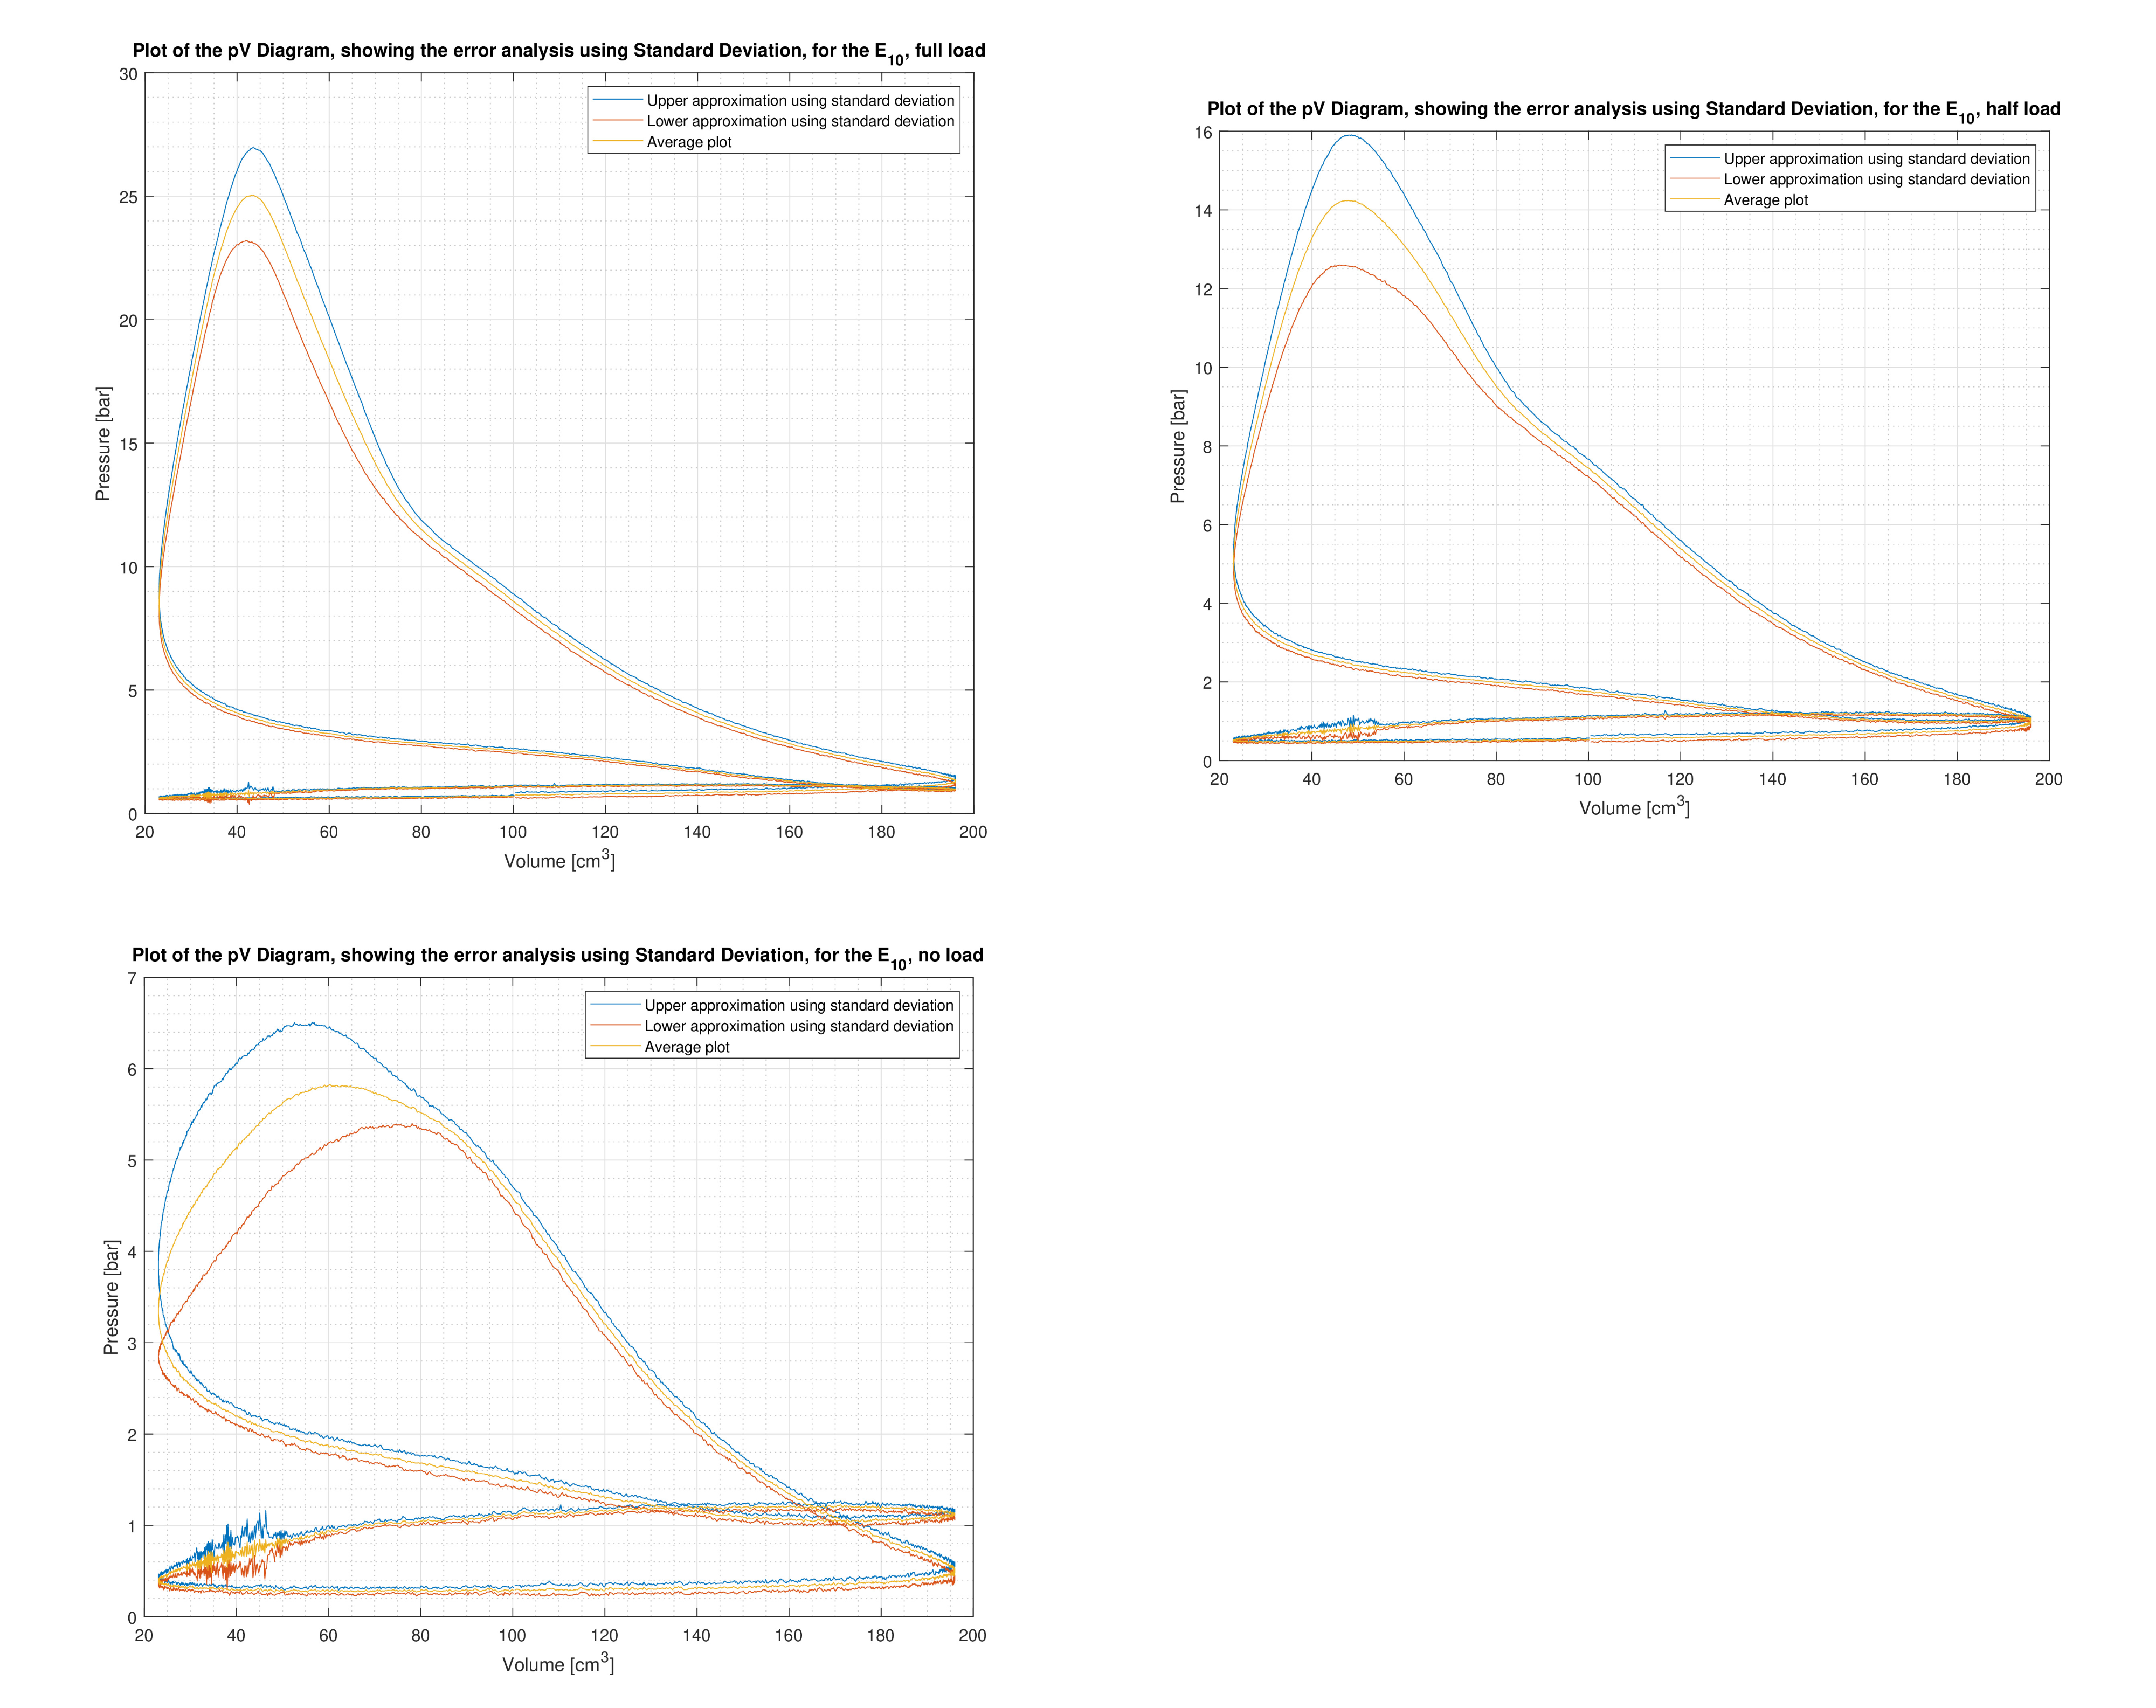 Plot of the pV Diagram, showing the error analysis using Standard Deviation, for the E10, full load
30
25
20
15
10
5
0
Pressure [bar]
20 40 60 80 100 120 140 160 180 200
Volume [cm3]
Upper approximation using standard deviation
Lower approximation using standard deviation
Average plot
Plot of the pV Diagram, showing the error analysis using Standard Deviation, for the E10, half load
16
14
12
10
8
6
4
2
0
Pressure [bar]
20 40 60 80 100 120 140 160 180 200
Volume [cm3]
Upper approximation using standard deviation
Lower approximation using standard deviation
Average plot
Plot of the pV Diagram, showing the error analysis using Standard Deviation, for the E10, no load
7
6
5
4
3
2
1
0
Pressure [bar]
20 40 60 80 100 120 140 160 180 200
Volume [cm3]
Upper approximation using standard deviation
Lower approximation using standard deviation
Average plot